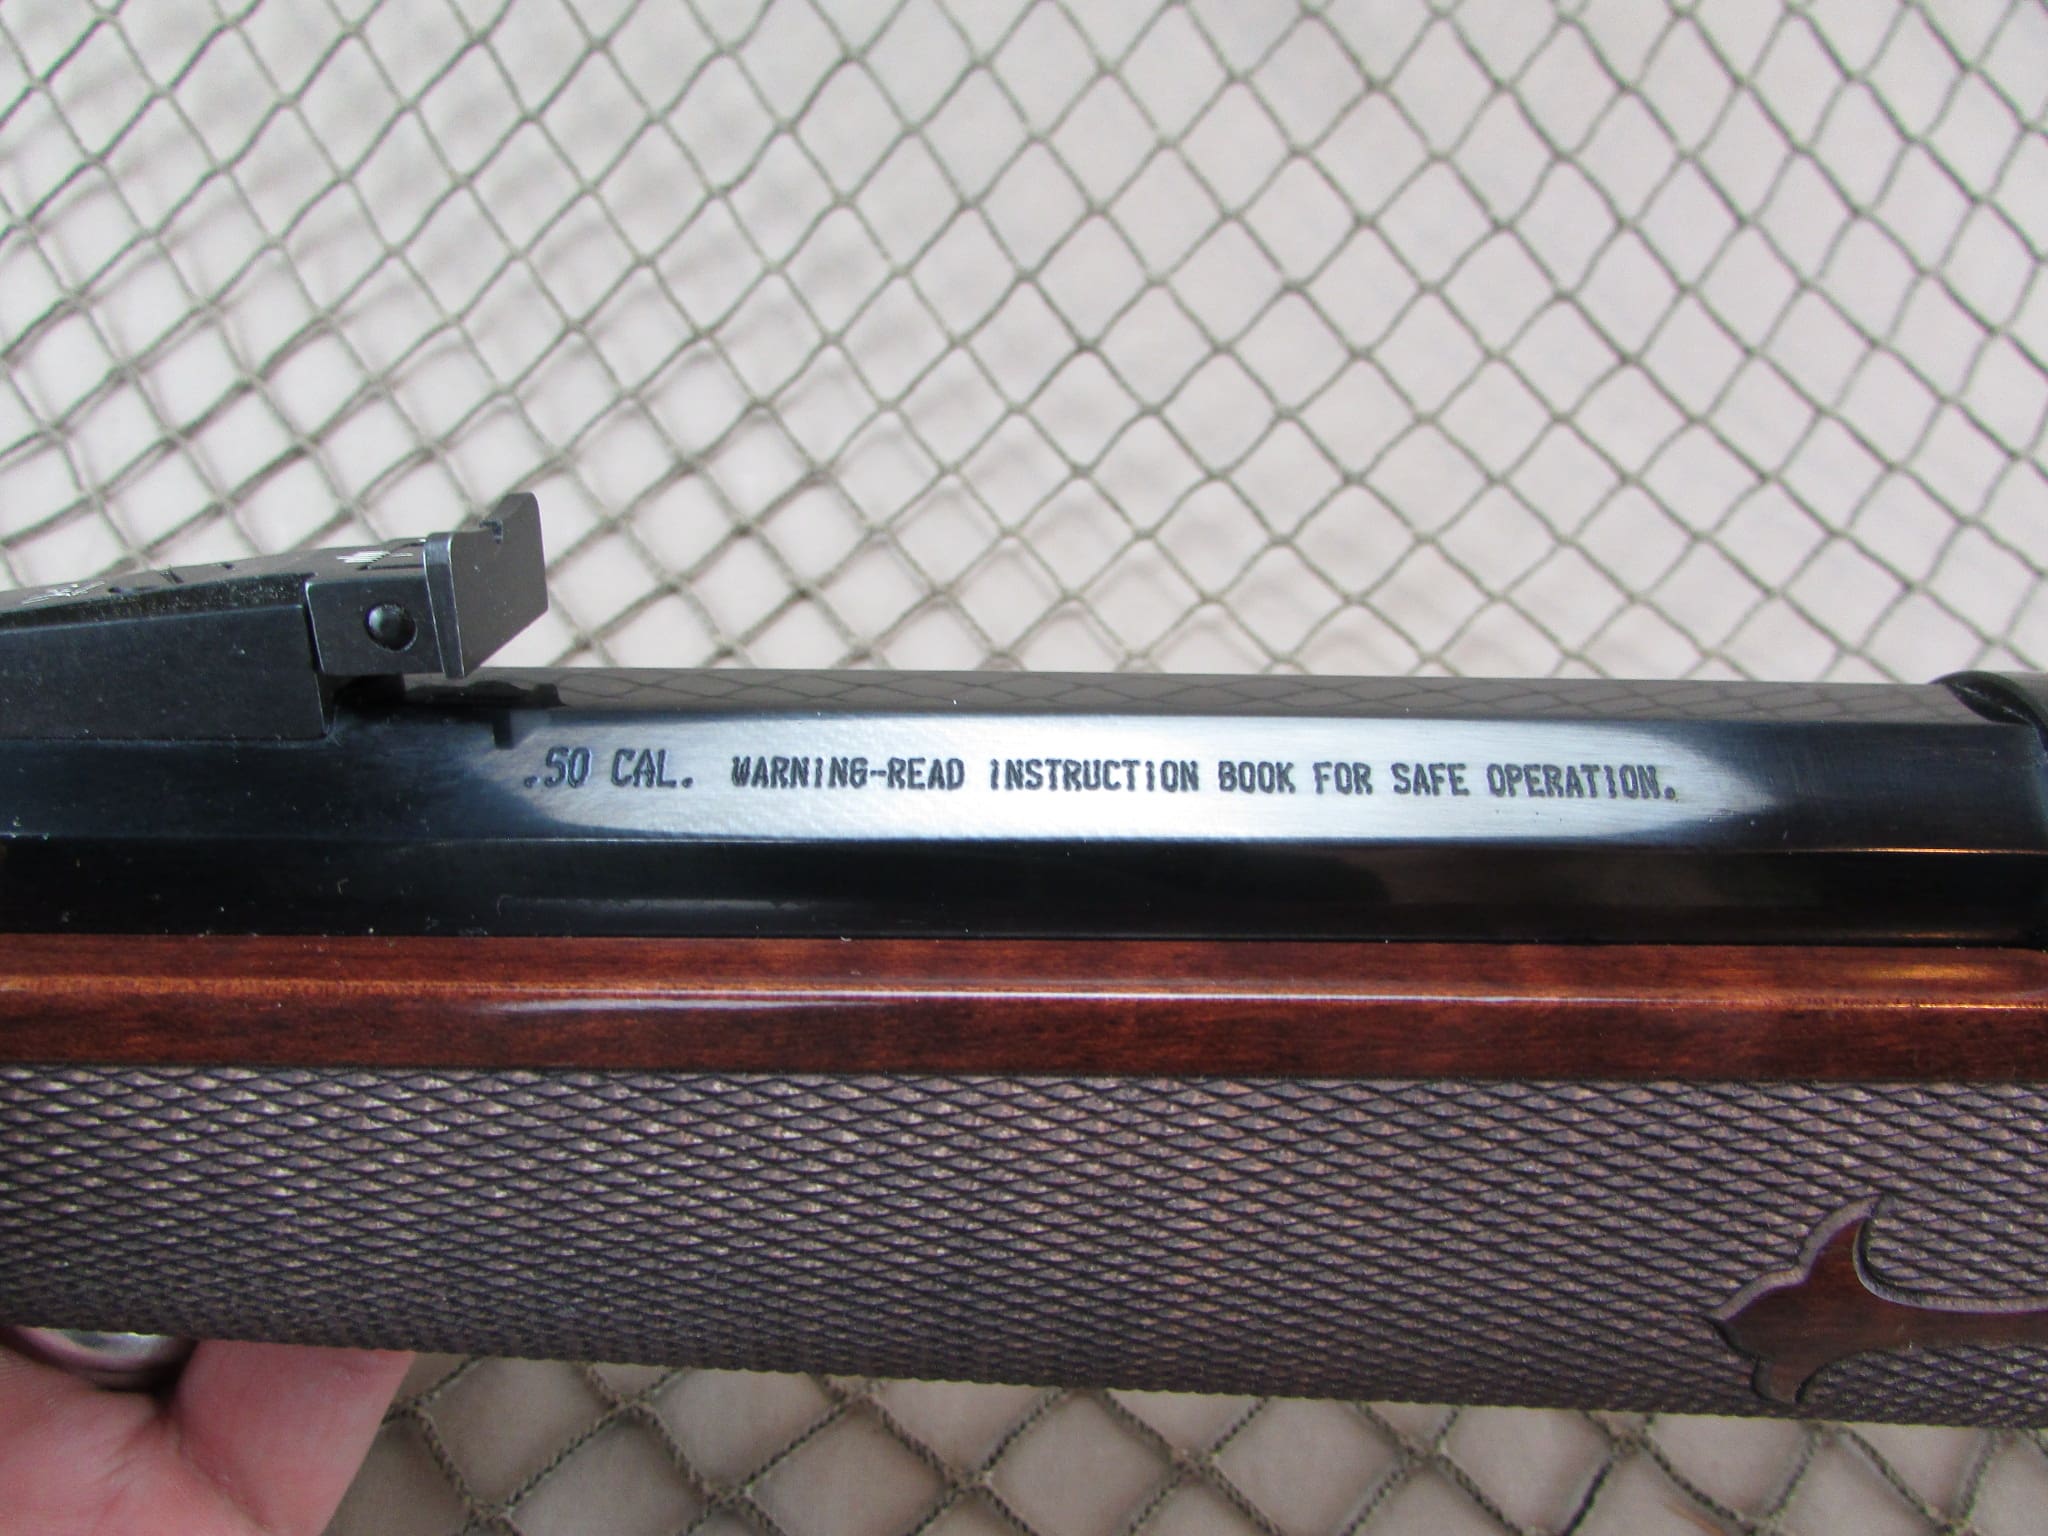 .50 CAL. WARNING-READ INSTRUCTION BOOK FOR SAFE OPERATION.